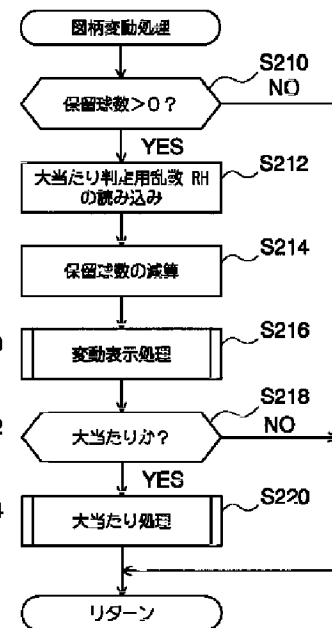 図柄変動処理
S210
保留球数>0?
NO
YES
S212
大当たり判定用乱数 RH
の読み込み
S214
保留球数の減算
S216
変動表示処理
S218
大当たりか?
NO
YES
S220
大当たり処理
リターン